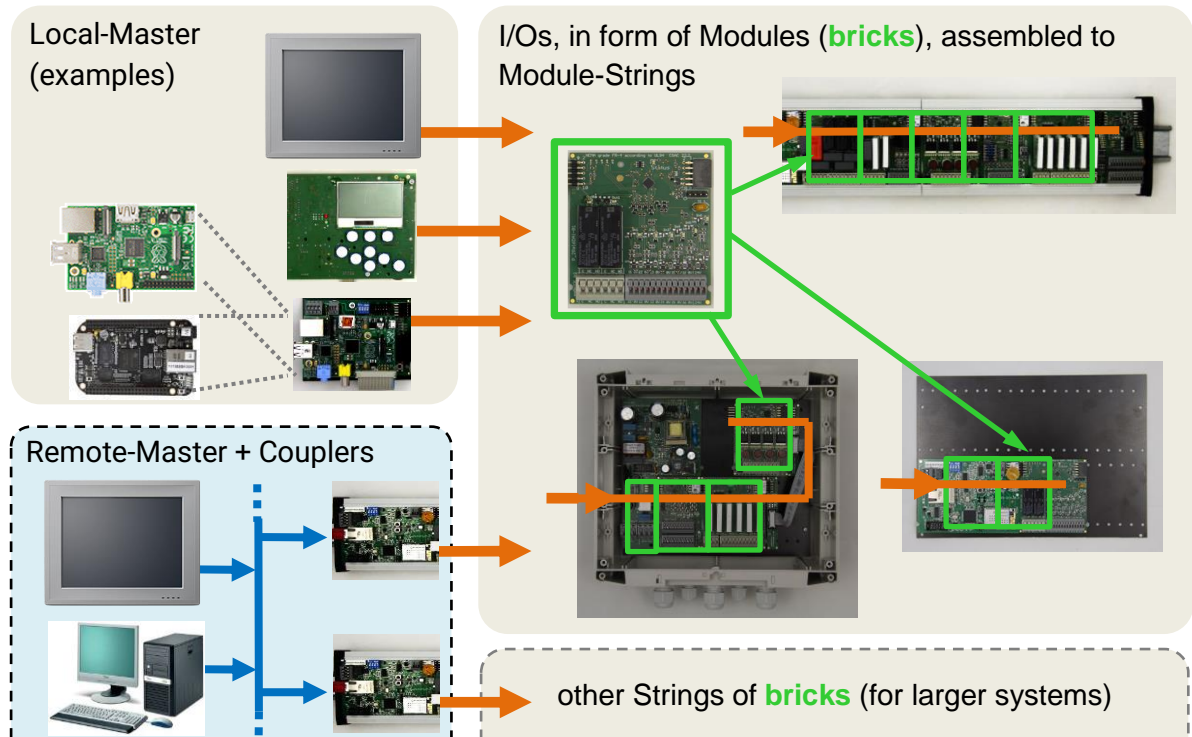 Local-Master
(examples)
I/Os, in form of Modules (bricks), assembled to
Module-Strings
Remote-Master + Couplers
other Strings of bricks (for larger systems)